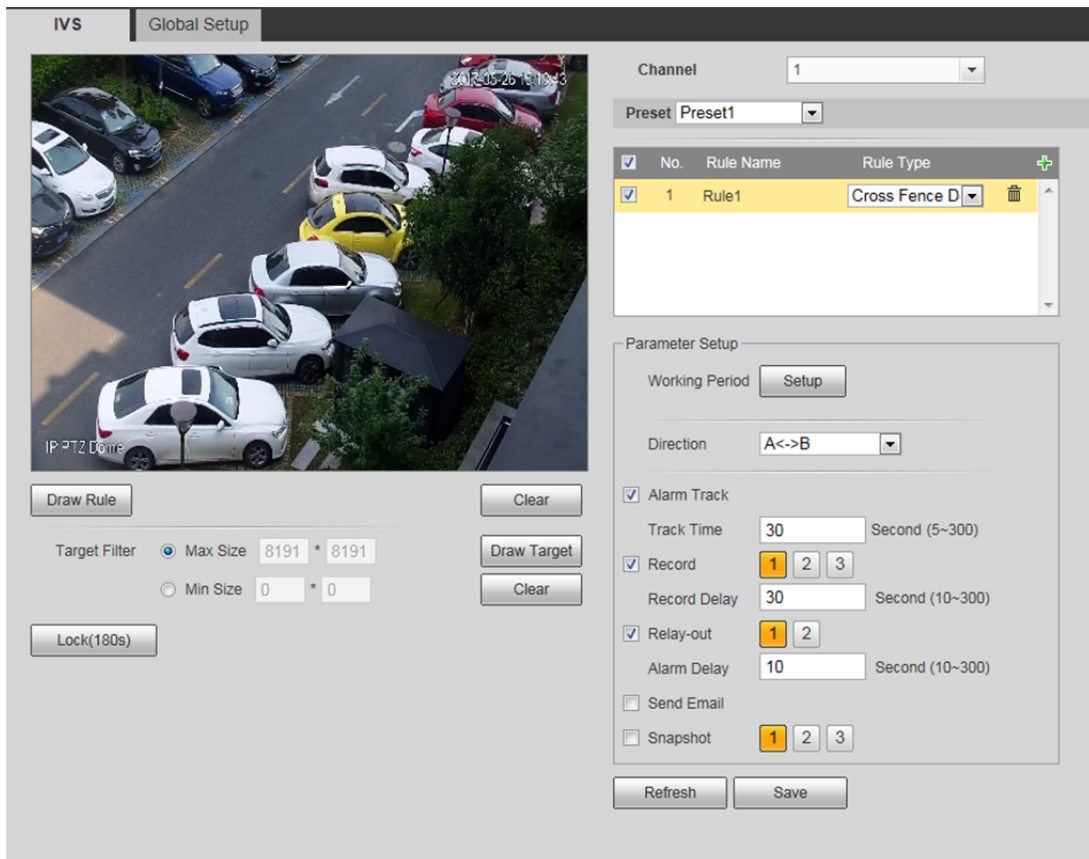 IVS Global Setup
IP PTZ Dome
Draw Rule Clear
Target Filter Max Size 8191 * 8191 Draw Target
Min Size 0 * 0 Clear
Lock(180s)
Channel 1
Preset Preset1
No. Rule Name Rule Type
1 Rule1 Cross Fence D
Parameter Setup
Working Period Setup
Direction A<->B
Alarm Track
Track Time 30 Second (5~300)
Record 1 2 3
Record Delay 30 Second (10~300)
Relay-out 1 2
Alarm Delay 10 Second (10~300)
Send Email
Snapshot 1 2 3
Refresh Save